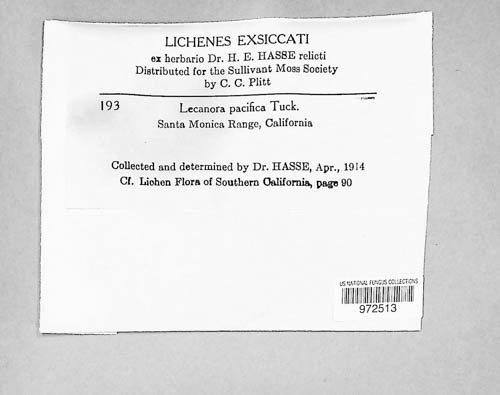 LICHENES EXSICCATI
ex herbario Dr. H. E. HASSE relicti
Distributed for the Sullivant Moss Society
by C. C. Plitt
193 Lecanora pacifica Tuck.
Santa Monica Range, California
Collected and determined by Dr. HASSE, Apr., 1914
Cf. Lichen Flora of Southern California, page 90
US NATIONAL FUNGUS COLLECTIONS
972513